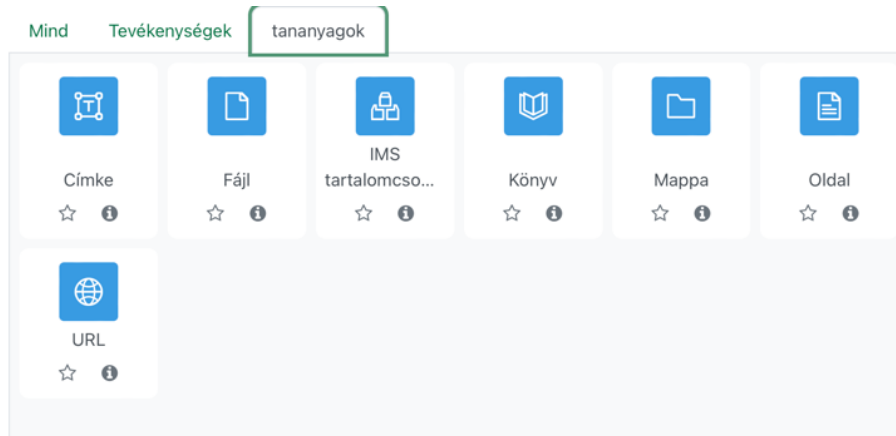 Mind Tevékenységek tananyagok
IMS
Címke Fájl tartalomcso... Könyv Mappa Oldal
URL